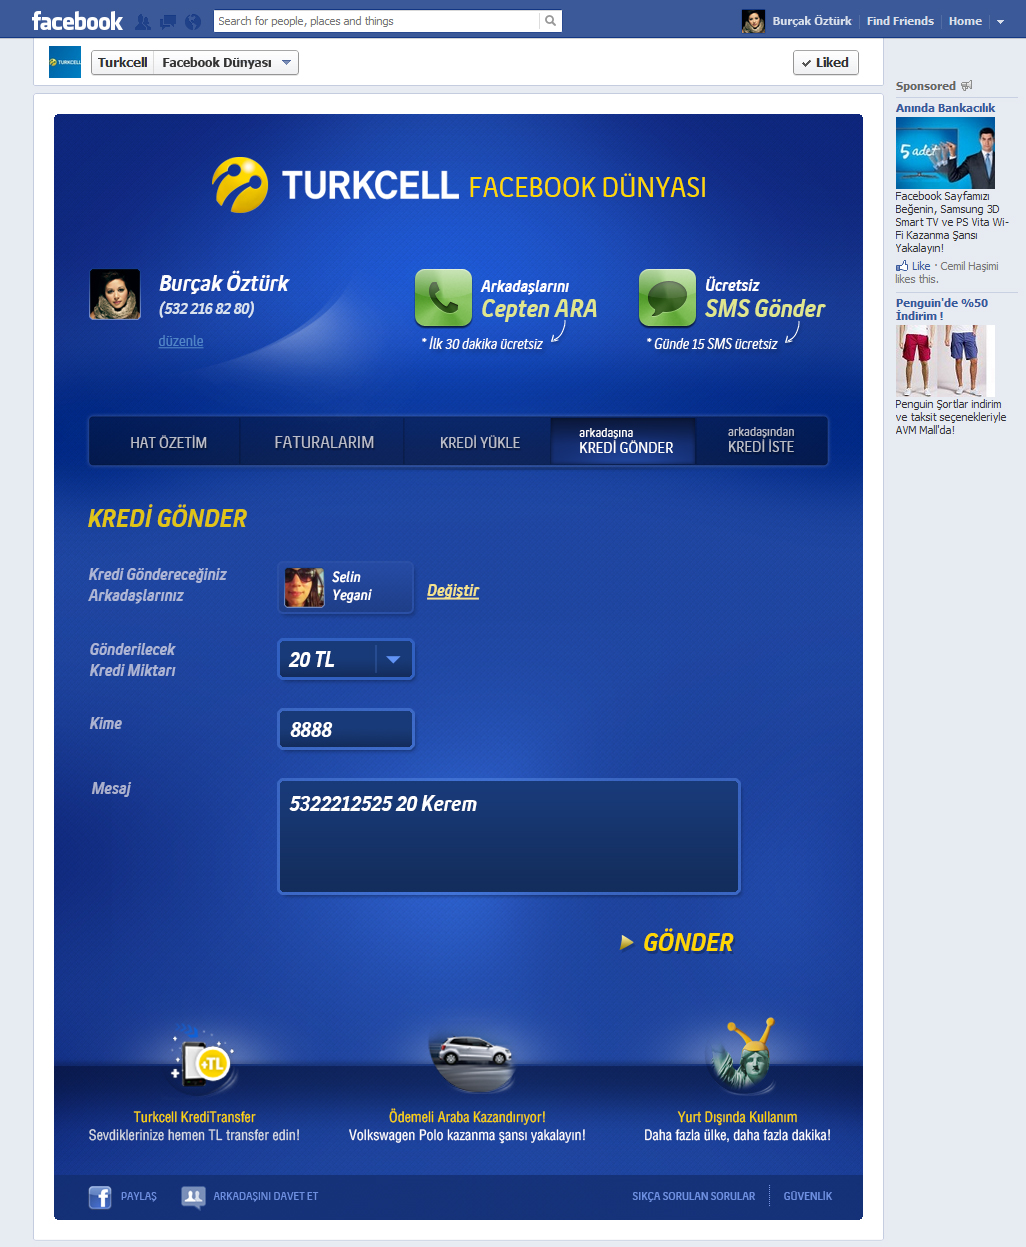 facebook
Search for people, places and things
Burçak Öztürk
Find Friends
Home
TURKCELL
Turkcell
Facebook Dünyası
Liked
Sponsored
Anında Bankacılık
5 adet
Facebook Sayfamızı
Beğenin, Samsung 3D
Smart TV ve PS Vita Wi-
Fi Kazanma Şansı
Yakalayın!
Like · Cemil Haşimi
likes this.
Penguin'de %50
İndirim !
Penguin Şortlar indirim
ve taksit seçenekleriyle
AVM Mall'da!
TURKCELL FACEBOOK DÜNYASI
Burçak Öztürk
(532 216 82 80)
düzenle
Arkadaşlarını
Cepten ARA
* İlk 30 dakika ücretsiz
Ücretsiz
SMS Gönder
* Günde 15 SMS ücretsiz
HAT ÖZETİM
FATURALARIM
KREDİ YÜKLE
arkadaşına
KREDİ GÖNDER
arkadaşından
KREDİ İSTE
KREDİ GÖNDER
Kredi Göndereceğiniz
Arkadaşlarınız
Selin
Yegani
Değiştir
Gönderilecek
Kredi Miktarı
20 TL
Kime
8888
Mesaj
5322212525 20 Kerem
GÖNDER
+TL
Turkcell KrediTransfer
Sevdiklerinize hemen TL transfer edin!
Ödemeli Araba Kazandırıyor!
Volkswagen Polo kazanma şansı yakalayın!
Yurt Dışında Kullanım
Daha fazla ülke, daha fazla dakika!
PAYLAŞ
ARKADAŞINI DAVET ET
SIKÇA SORULAN SORULAR
GÜVENLİK